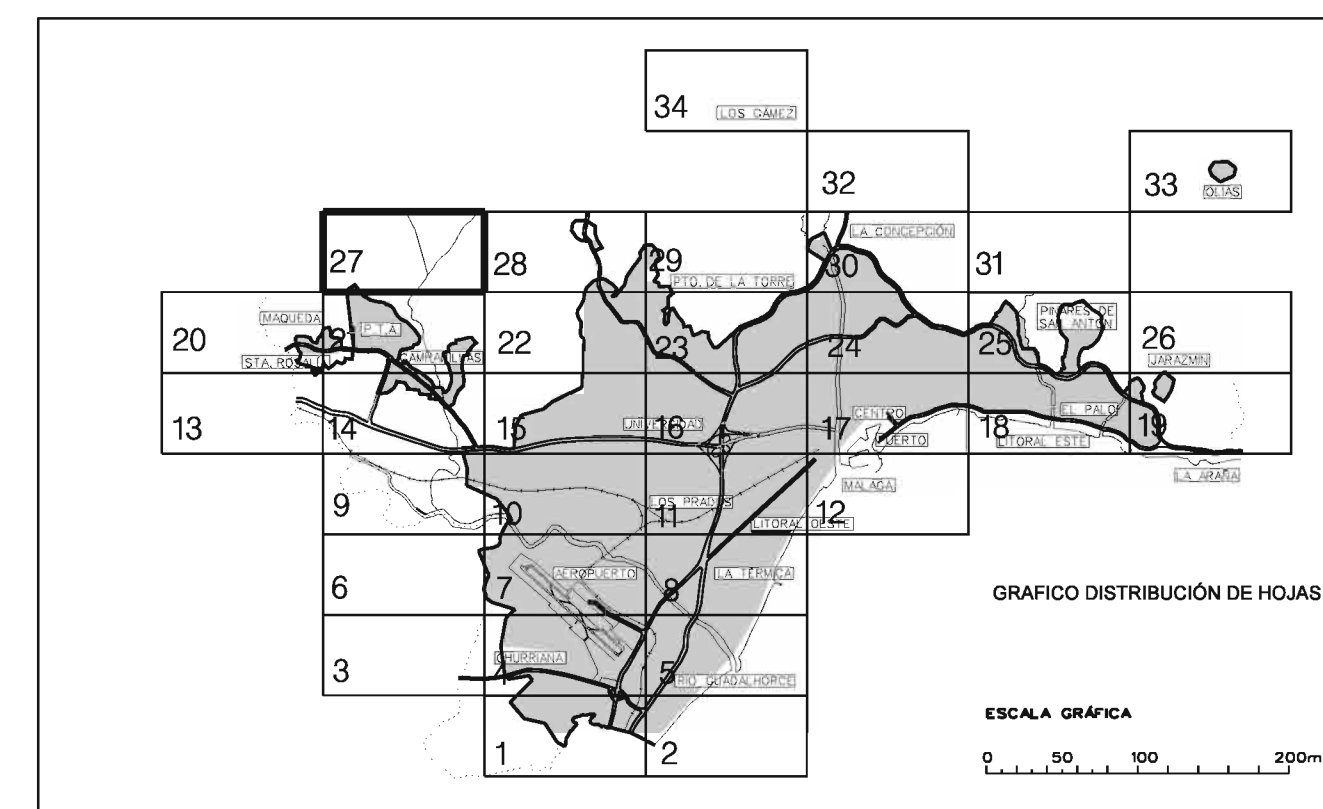 34 LOS GÁMEZ
32
33 OLIAS
LA CONCEPCIÓN
27 28 29 30 31
PTO. DE LA TORRE
MAQUEDA P.T.A. PINARES DE
SAN ANTON
20 22 23 24 25 26
STA. ROSALIA CAMPANILLAS JARAZMIN
13 14 15 UNIVERSIDAD 16 17 CENTRO 18 EL PALO 19
PUERTO LITORAL ESTE
LA ARAÑA
MALAGA
9 10 LOS PRADOS 11 12
LITORAL OESTE
6 7 AEROPUERTO 8 LA TÉRMICA
GRAFICO DISTRIBUCIÓN DE HOJAS
CHURRIANA
3 5 RIO GUADALHORCE
ESCALA GRÁFICA
1 2
0 50 100 200m